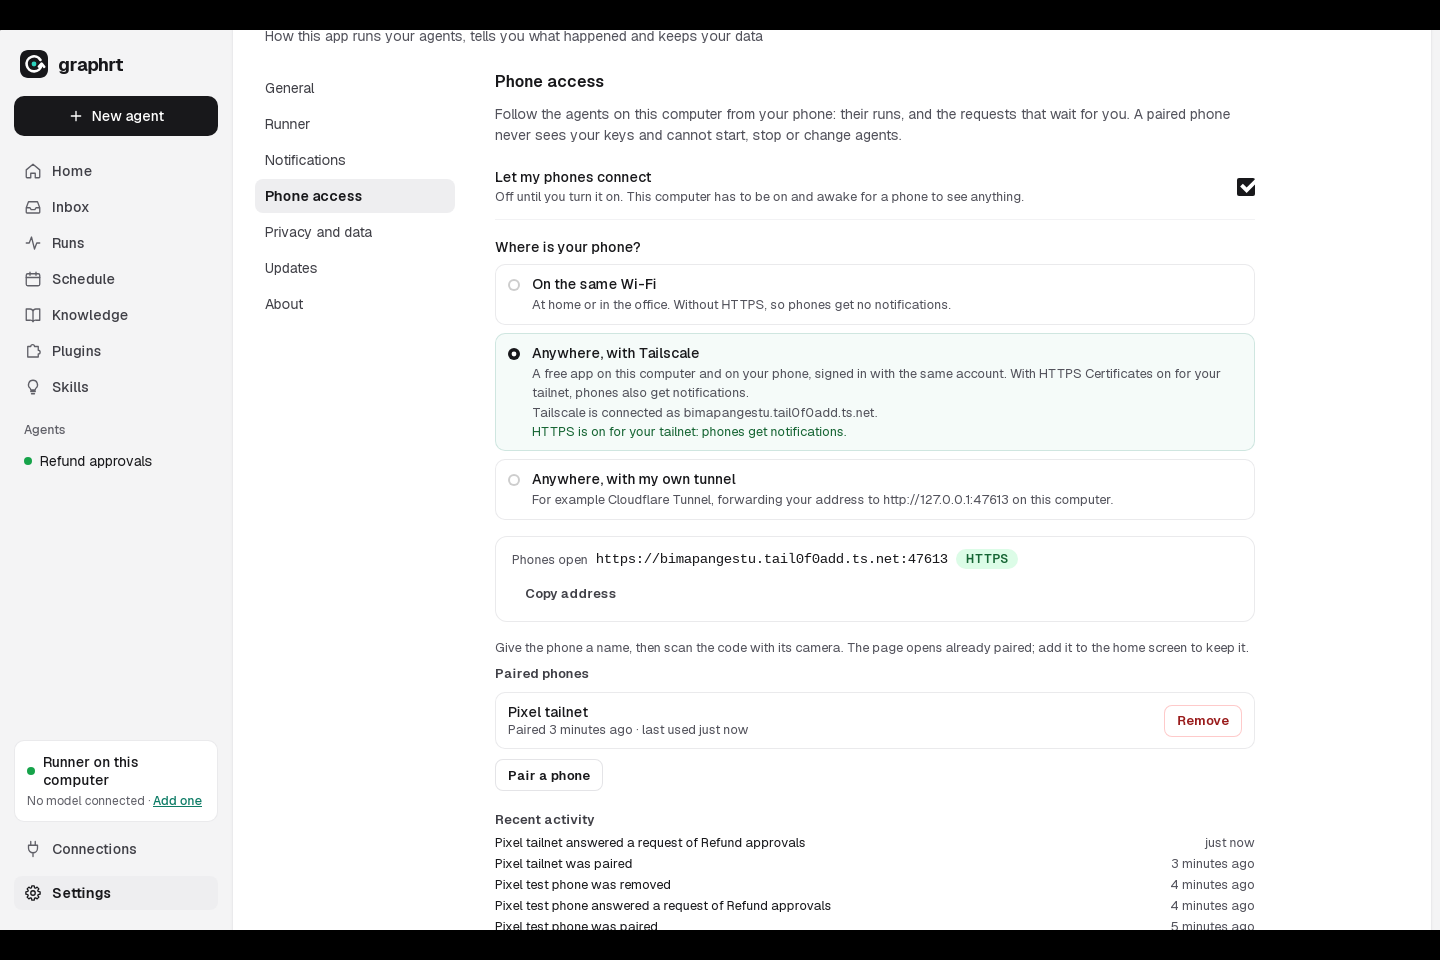 How this app runs your agents, tells you what happened and keeps your data
graphrt
New agent
Home
Inbox
Runs
Schedule
Knowledge
Plugins
Skills
Agents
Refund approvals
Runner on this
computer
No model connected · Add one
Connections
Settings
General
Runner
Notifications
Phone access
Privacy and data
Updates
About
Phone access
Follow the agents on this computer from your phone: their runs, and the requests that wait for you. A paired phone
never sees your keys and cannot start, stop or change agents.
Let my phones connect
Off until you turn it on. This computer has to be on and awake for a phone to see anything.
Where is your phone?
On the same Wi-Fi
At home or in the office. Without HTTPS, so phones get no notifications.
Anywhere, with Tailscale
A free app on this computer and on your phone, signed in with the same account. With HTTPS Certificates on for your
tailnet, phones also get notifications.
Tailscale is connected as bimapangestu.tail0f0add.ts.net.
HTTPS is on for your tailnet: phones get notifications.
Anywhere, with my own tunnel
For example Cloudflare Tunnel, forwarding your address to http://127.0.0.1:47613 on this computer.
Phones open https://bimapangestu.tail0f0add.ts.net:47613 HTTPS
Copy address
Give the phone a name, then scan the code with its camera. The page opens already paired; add it to the home screen to keep it.
Paired phones
Pixel tailnet
Paired 3 minutes ago · last used just now
Remove
Pair a phone
Recent activity
Pixel tailnet answered a request of Refund approvals just now
Pixel tailnet was paired 3 minutes ago
Pixel test phone was removed 4 minutes ago
Pixel test phone answered a request of Refund approvals 4 minutes ago
Pixel test phone was paired 5 minutes ago